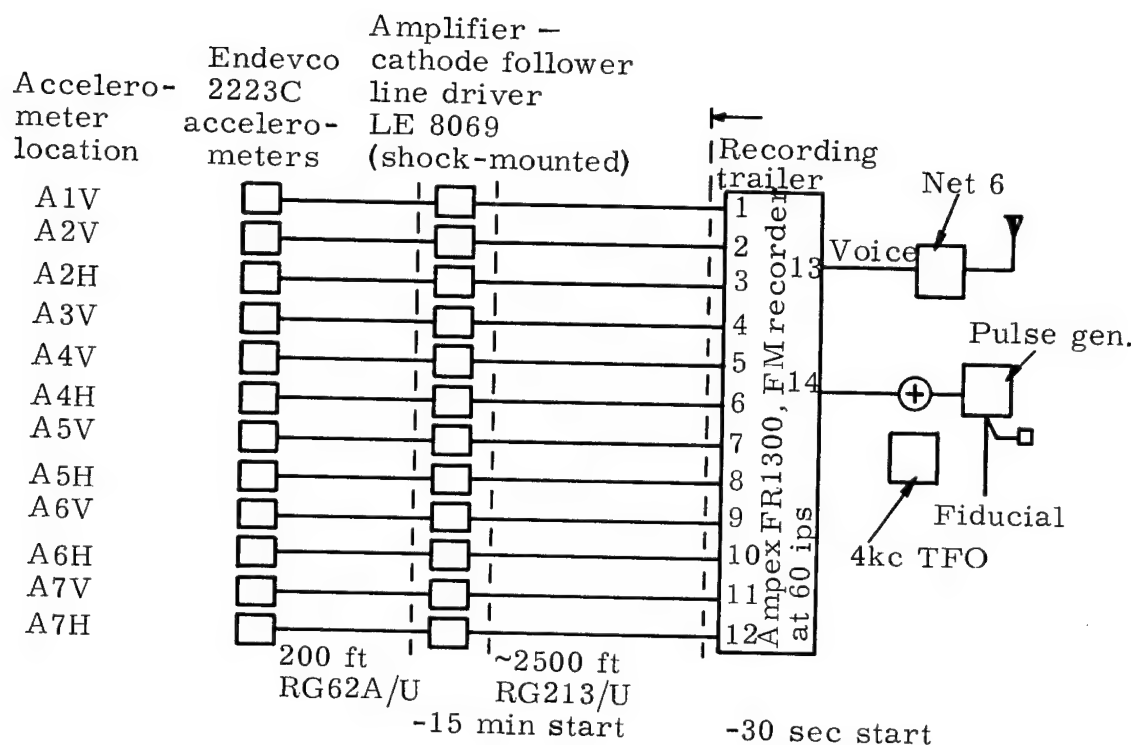 Accelero-
meter
location
Endevco
2223C
accelero-
meters
Amplifier —
cathode follower
line driver
LE 8069
(shock-mounted)
Recording
trailer
Net 6
A1V
A2V
A2H
A3V
A4V
A4H
A5V
A5H
A6V
A6H
A7V
A7H
1
2
3
4
5
6
7
8
9
10
11
12
Ampex FR1300, FM recorder
at 60 ips
13
Voice
14
Pulse gen.
Fiducial
4kc TFO
200 ft
RG62A/U
~2500 ft
RG213/U
-15 min start
-30 sec start